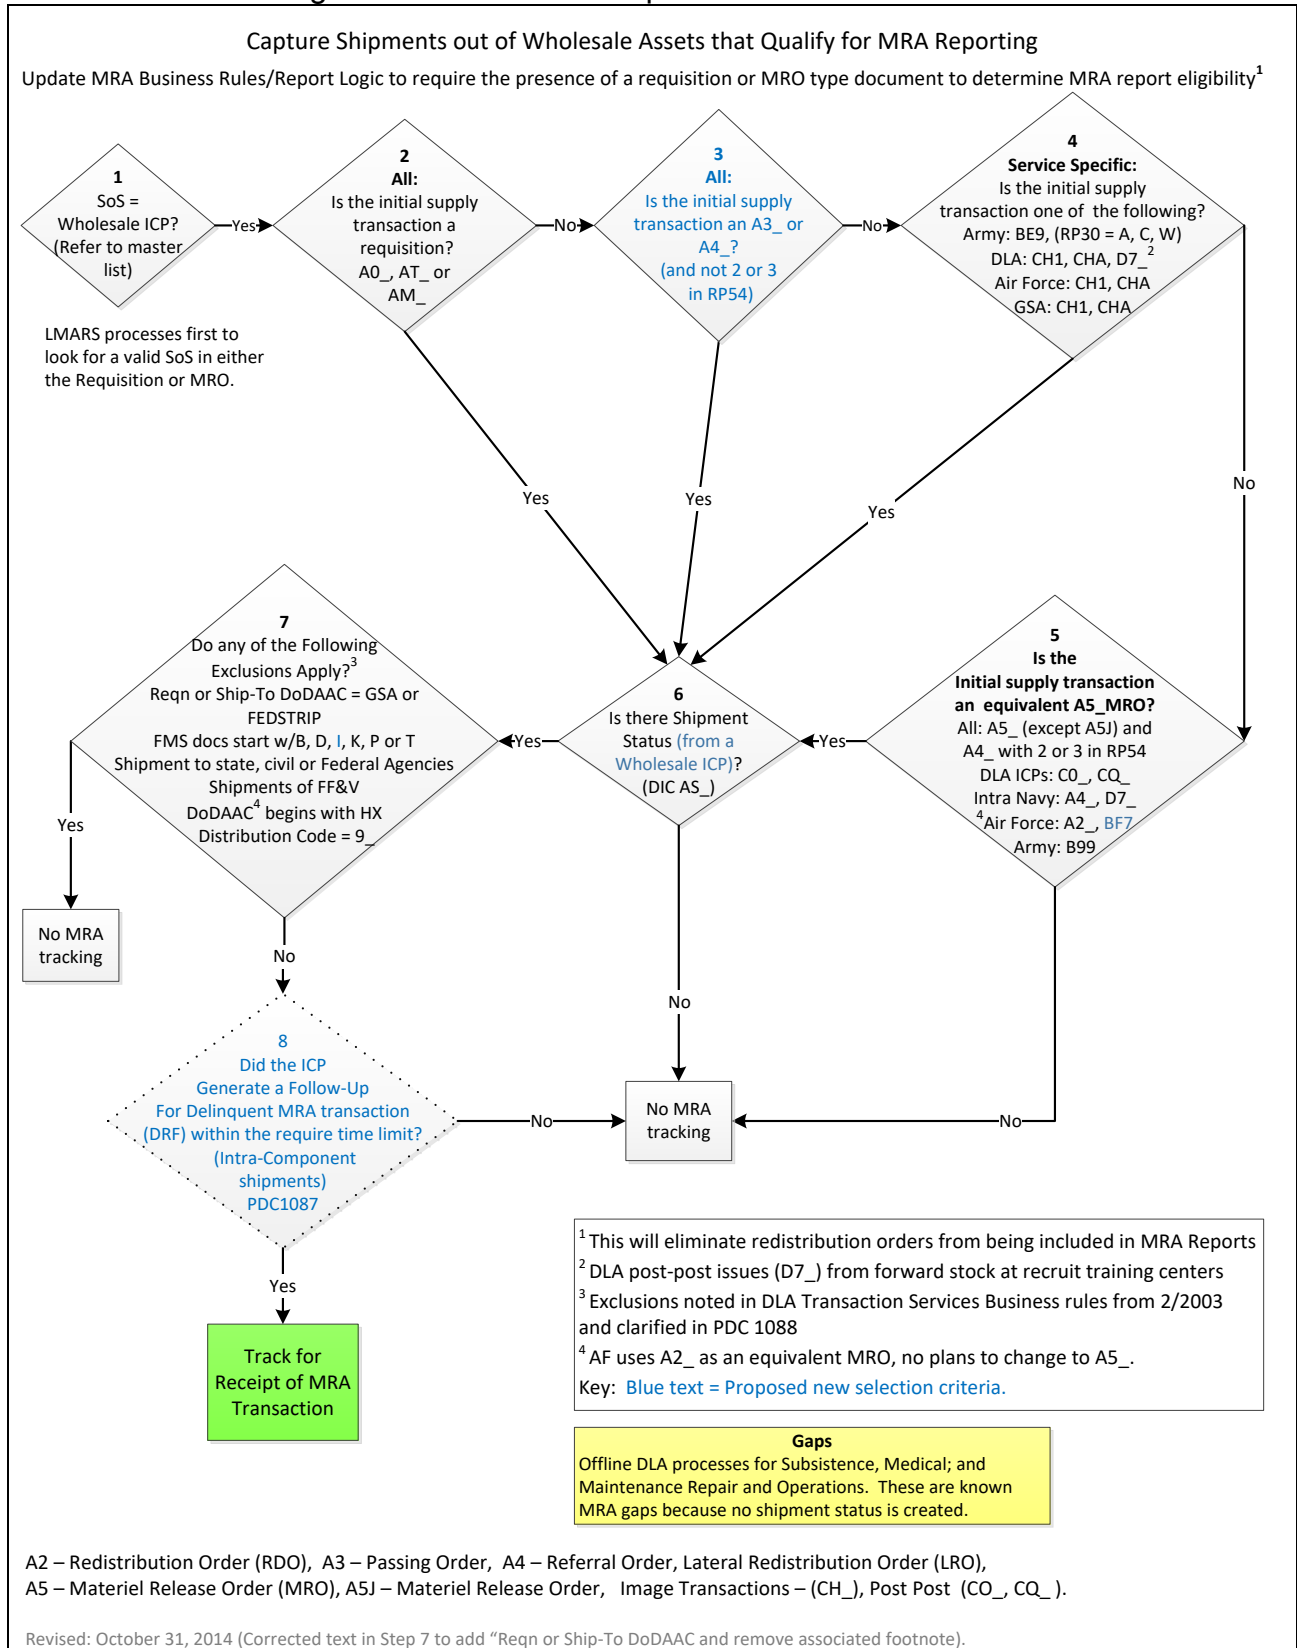 Capture Shipments out of Wholesale Assets that Qualify for MRA Reporting
Update MRA Business Rules/Report Logic to require the presence of a requisition or MRO type document to determine MRA report eligibility1
1
SoS =
Wholesale ICP?
(Refer to master
list)
Yes
2
All:
Is the initial supply
transaction a
requisition?
A0_, AT_ or
AM_
No
3
All:
Is the initial supply
transaction an A3_ or
A4_?
(and not 2 or 3
in RP54)
No
4
Service Specific:
Is the initial supply
transaction one of the following?
Army: BE9, (RP30 = A, C, W)
DLA: CH1, CHA, D7_2
Air Force: CH1, CHA
GSA: CH1, CHA
LMARS processes first to
look for a valid SoS in either
the Requisition or MRO.
Yes
Yes
Yes
No
7
Do any of the Following
Exclusions Apply?3
Reqn or Ship-To DoDAAC = GSA or
FEDSTRIP
FMS docs start w/B, D, I, K, P or T
Shipment to state, civil or Federal Agencies
Shipments of FF&V
DoDAAC4 begins with HX
Distribution Code = 9_
Yes
6
Is there Shipment
Status (from a
Wholesale ICP)?
(DIC AS_)
Yes
5
Is the
Initial supply transaction
an equivalent A5_MRO?
All: A5_ (except A5J) and
A4_ with 2 or 3 in RP54
DLA ICPs: C0_, CQ_
Intra Navy: A4_, D7_
4Air Force: A2_, BF7
Army: B99
Yes
No MRA
tracking
No
No
8
Did the ICP
Generate a Follow-Up
For Delinquent MRA transaction
(DRF) within the require time limit?
(Intra-Component
shipments)
PDC1087
No
No MRA
tracking
No
Yes
Track for
Receipt of MRA
Transaction
1 This will eliminate redistribution orders from being included in MRA Reports
2 DLA post-post issues (D7_) from forward stock at recruit training centers
3 Exclusions noted in DLA Transaction Services Business rules from 2/2003
and clarified in PDC 1088
4 AF uses A2_ as an equivalent MRO, no plans to change to A5_.
Key: Blue text = Proposed new selection criteria.
Gaps
Offline DLA processes for Subsistence, Medical; and
Maintenance Repair and Operations. These are known
MRA gaps because no shipment status is created.
A2 – Redistribution Order (RDO), A3 – Passing Order, A4 – Referral Order, Lateral Redistribution Order (LRO),
A5 – Materiel Release Order (MRO), A5J – Materiel Release Order, Image Transactions – (CH_), Post Post (CO_, CQ_ ).
Revised: October 31, 2014 (Corrected text in Step 7 to add “Reqn or Ship-To DoDAAC and remove associated footnote).